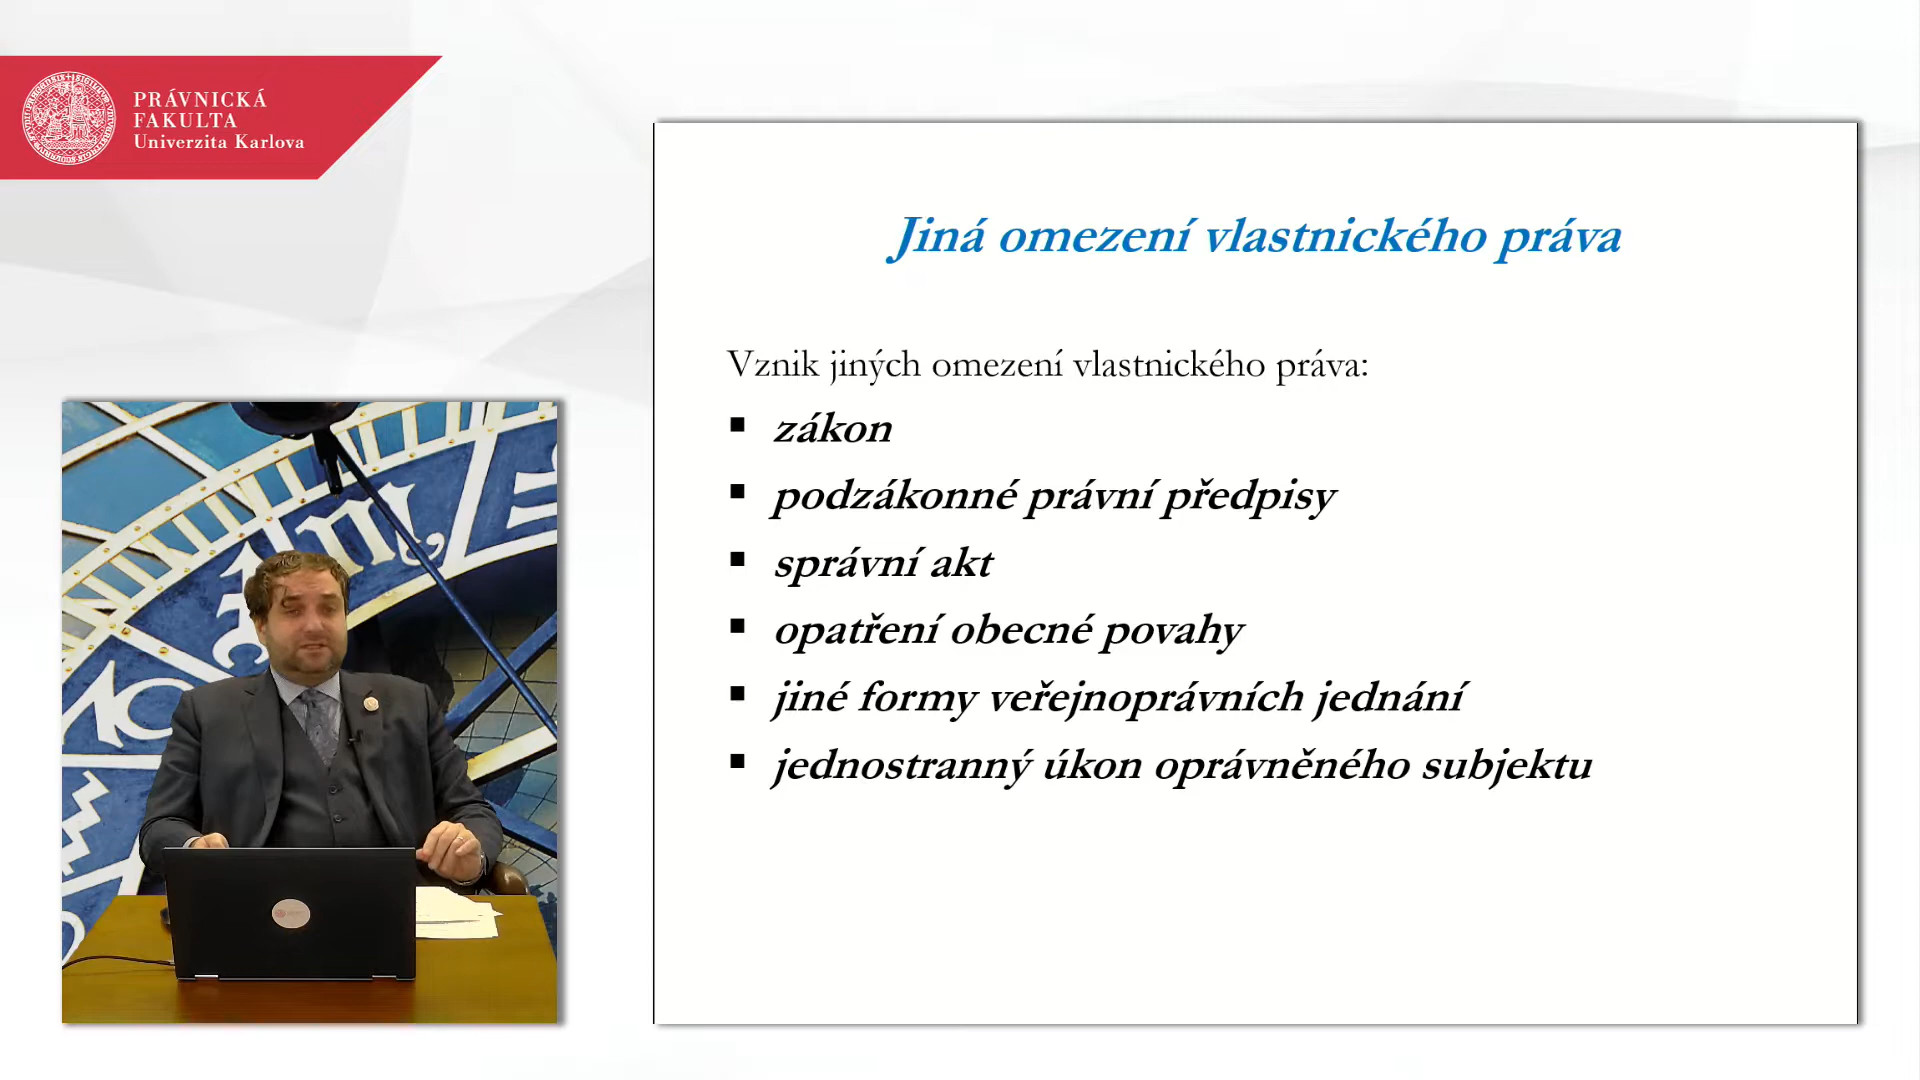 PRÁVNICKÁ
FAKULTA
Univerzita Karlova
Jiná omezení vlastnického práva
Vznik jiných omezení vlastnického práva:
▪ zákon
▪ podzákonné právní předpisy
▪ správní akt
▪ opatření obecné povahy
▪ jiné formy veřejnoprávních jednání
▪ jednostranný úkon oprávněného subjektu